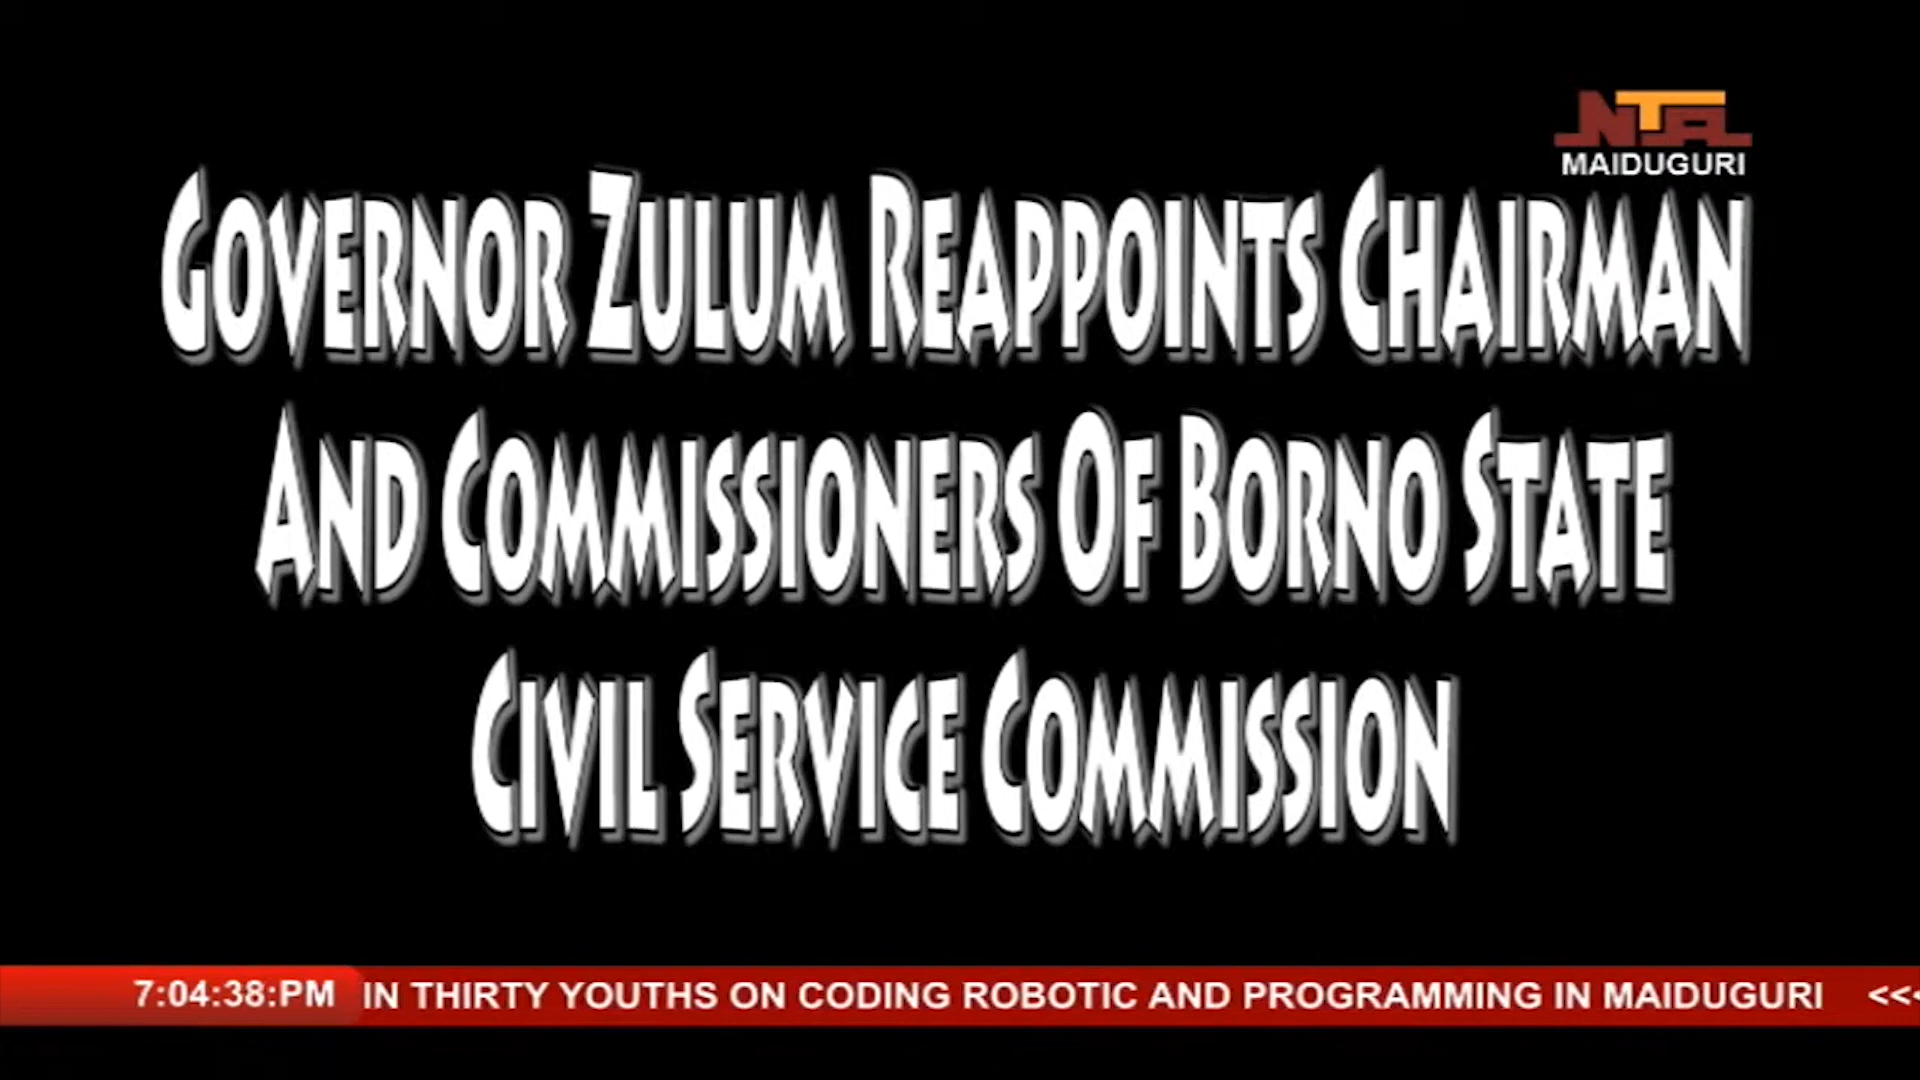 NTA
MAIDUGURI
GOVERNOR ZULUM REAPPOINTS CHAIRMAN
AND COMMISSIONERS OF BORNO STATE
CIVIL SERVICE COMMISSION
7:04:38:PM IN THIRTY YOUTHS ON CODING ROBOTIC AND PROGRAMMING IN MAIDUGURI <<<